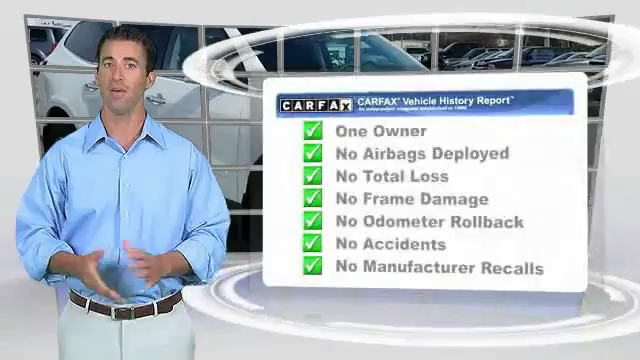 CARFAX CARFAX Vehicle History Report™
One Owner
No Airbags Deployed
No Total Loss
No Frame Damage
No Odometer Rollback
No Accidents
No Manufacturer Recalls